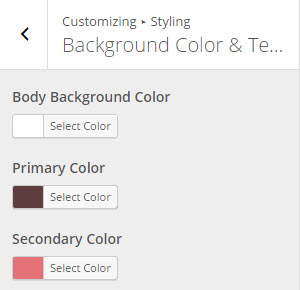 Customizing ▸ Styling
Background Color & Te...
Body Background Color
Select Color
Primary Color
Select Color
Secondary Color
Select Color